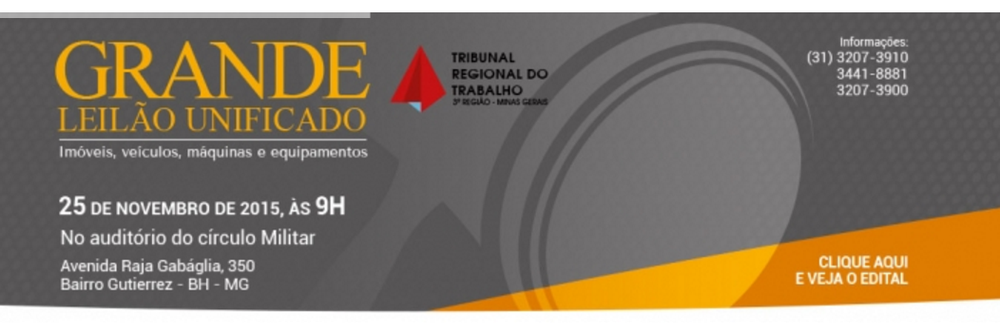 GRANDE
LEILÃO UNIFICADO
Imóveis, veículos, máquinas e equipamentos
TRIBUNAL
REGIONAL DO
TRABALHO
3ª REGIÃO - MINAS GERAIS
Informações:
(31) 3207-3910
3441-8881
3207-3900
25 DE NOVEMBRO DE 2015, ÀS 9H
No auditório do círculo Militar
Avenida Raja Gabáglia, 350
Bairro Gutierrez - BH - MG
CLIQUE AQUI
E VEJA O EDITAL